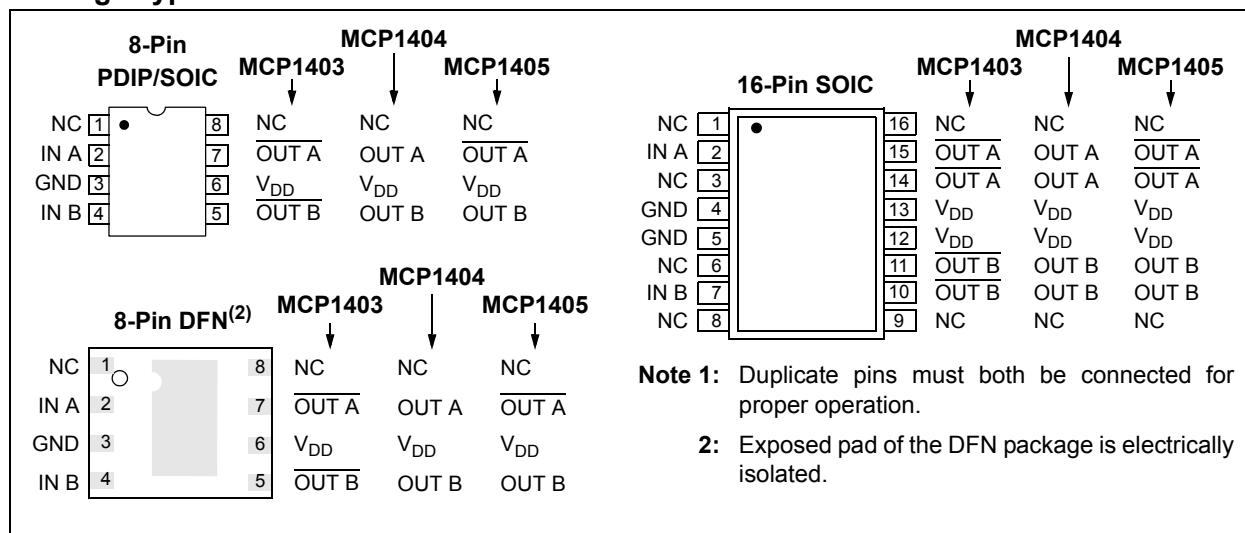 8-Pin
PDIP/SOIC
MCP1403
MCP1404
MCP1405
NC 1 8 NC NC NC
IN A 2 7 OUT A OUT A OUT A
GND 3 6 VDD VDD VDD
IN B 4 5 OUT B OUT B OUT B
8-Pin DFN(2)
MCP1403
MCP1404
MCP1405
NC 1 8 NC NC NC
IN A 2 7 OUT A OUT A OUT A
GND 3 6 VDD VDD VDD
IN B 4 5 OUT B OUT B OUT B
16-Pin SOIC
MCP1403
MCP1404
MCP1405
NC 1 16 NC NC NC
IN A 2 15 OUT A OUT A OUT A
NC 3 14 OUT A OUT A OUT A
GND 4 13 VDD VDD VDD
GND 5 12 VDD VDD VDD
NC 6 11 OUT B OUT B OUT B
IN B 7 10 OUT B OUT B OUT B
NC 8 9 NC NC NC
Note 1: Duplicate pins must both be connected for
proper operation.
2: Exposed pad of the DFN package is electrically
isolated.